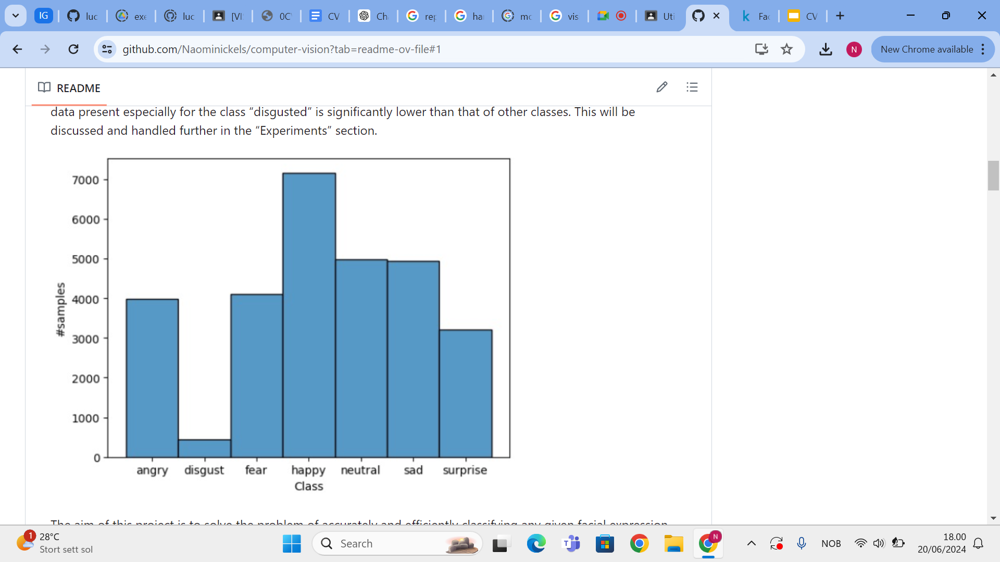 IG
luc
exe
luc
[VI
0C
CV
Ch
rep
har
mo
vis
Uti
Fac
CV
github.com/Naominickels/computer-vision?tab=readme-ov-file#1
N
New Chrome available
README
data present especially for the class “disgusted” is significantly lower than that of other classes. This will be
discussed and handled further in the “Experiments” section.
7000
6000
5000
4000
3000
2000
1000
0
#samples
angry disgust fear happy neutral sad surprise
Class
The aim of this project is to solve the problem of accurately and efficiently classifying any given facial expression
1
28°C
Stort sett sol
Search
N
NOB
18.00
20/06/2024